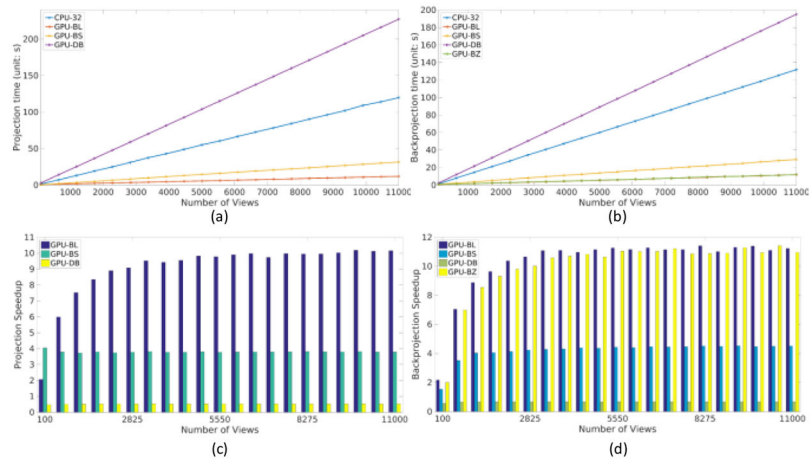 CPU-32
GPU-BL
GPU-BS
GPU-DB
200
150
100
50
0
Projection time (unit: s)
1000 2000 3000 4000 5000 6000 7000 8000 9000 10000 11000
Number of Views
(a)
CPU-32
GPU-BL
GPU-BS
GPU-DB
GPU-BZ
200
180
160
140
120
100
80
60
40
20
0
Backprojection time (unit: s)
1000 2000 3000 4000 5000 6000 7000 8000 9000 10000 11000
Number of Views
(b)
GPU-BL
GPU-BS
GPU-DB
11
10
9
8
7
6
5
4
3
2
1
0
Projection Speedup
100 2825 5550 8275 11000
Number of Views
(c)
GPU-BL
GPU-BS
GPU-DB
GPU-BZ
12
10
8
6
4
2
0
Backprojection Speedup
100 2825 5550 8275 11000
Number of Views
(d)